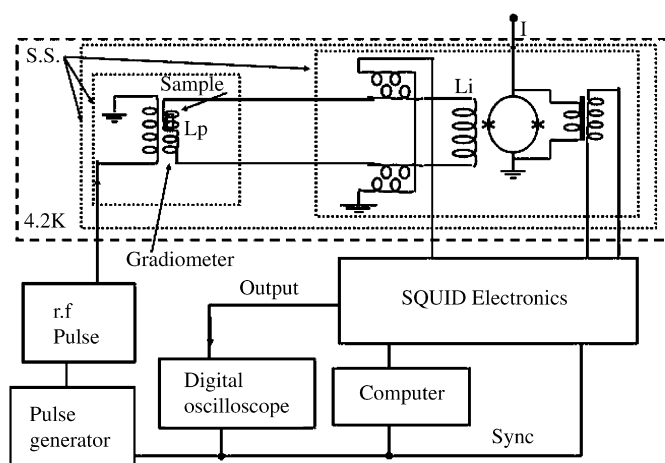 I
S.S.
Sample
Li
Lp
4.2K
Gradiometer
r.f
Pulse
Output
SQUID Electronics
Digital
oscilloscope
Computer
Pulse
generator
Sync